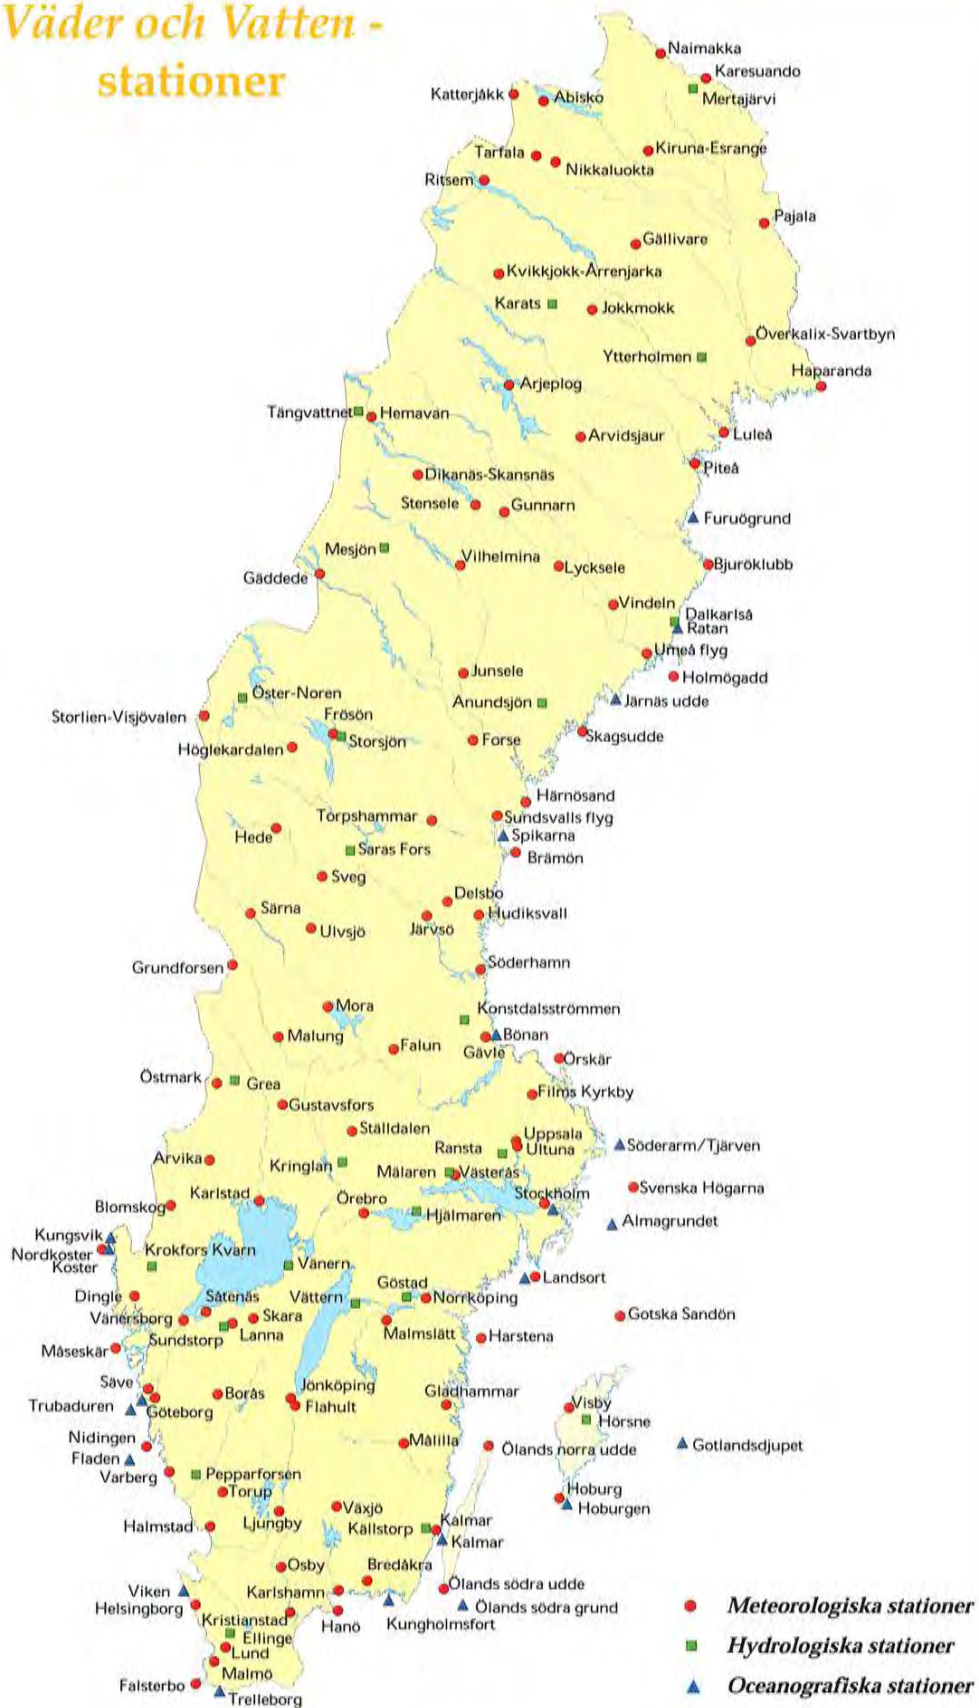 Väder och Vatten -
stationer
Naimakka
Karesuando
Katterjåkk
Abisko
Mertajärvi
Tarfala
Kiruna-Esrange
Nikkaluokta
Ritsem
Pajala
Gällivare
Kvikkjokk-Årrenjarka
Karats
Jokkmokk
Överkalix-Svartbyn
Ytterholmen
Haparanda
Arjeplog
Tängvattnet
Hemavan
Arvidsjaur
Luleå
Piteå
Dikanäs-Skansnäs
Stensele
Gunnarn
Furuögrund
Mesjön
Vilhelmina
Lycksele
Bjuröklubb
Gäddede
Vindeln
Dalkarlså
Ratan
Umeå flyg
Junsele
Holmögadd
Öster-Noren
Anundsjön
Järnäs udde
Storlien-Visjövalen
Frösön
Storsjön
Höglekardalen
Forse
Skagsudde
Härnösand
Torpshammar
Sundsvalls flyg
Hede
Spikarna
Saras Fors
Brämön
Sveg
Delsbo
Särna
Hudiksvall
Ulvsjö
Järvsö
Grundforsen
Söderhamn
Mora
Konstdalsströmmen
Malung
Bönan
Falun
Gävle
Örskär
Östmark
Grea
Films Kyrkby
Gustavsfors
Ställdalen
Uppsala
Ransta
Ultuna
Söderarm/Tjärven
Arvika
Kringlan
Mälaren
Västerås
Karlstad
Örebro
Stockholm
Svenska Högarna
Blomskog
Hjälmaren
Almagrundet
Kungsvik
Nordkoster
Koster
Krokfors Kvarn
Vänern
Landsort
Göstad
Dingle
Såtenäs
Vättern
Norrköping
Vänersborg
Skara
Gotska Sandön
Sundstorp
Lanna
Malmslätt
Harstena
Måseskär
Säve
Jönköping
Borås
Gladhammar
Trubaduren
Göteborg
Flahult
Visby
Hörsne
Nidingen
Målilla
Ölands norra udde
Gotlandsdjupet
Fladen
Varberg
Pepparforsen
Torup
Hoburg
Hoburgen
Växjö
Halmstad
Ljungby
Källstorp
Kalmar
Kalmar
Osby
Bredåkra
Viken
Karlshamn
Ölands södra udde
Helsingborg
Kristianstad
Hanö
Kungholmsfort
Ölands södra grund
Ellinge
Lund
Malmö
Falsterbo
Trelleborg
Meteorologiska stationer
Hydrologiska stationer
Oceanografiska stationer